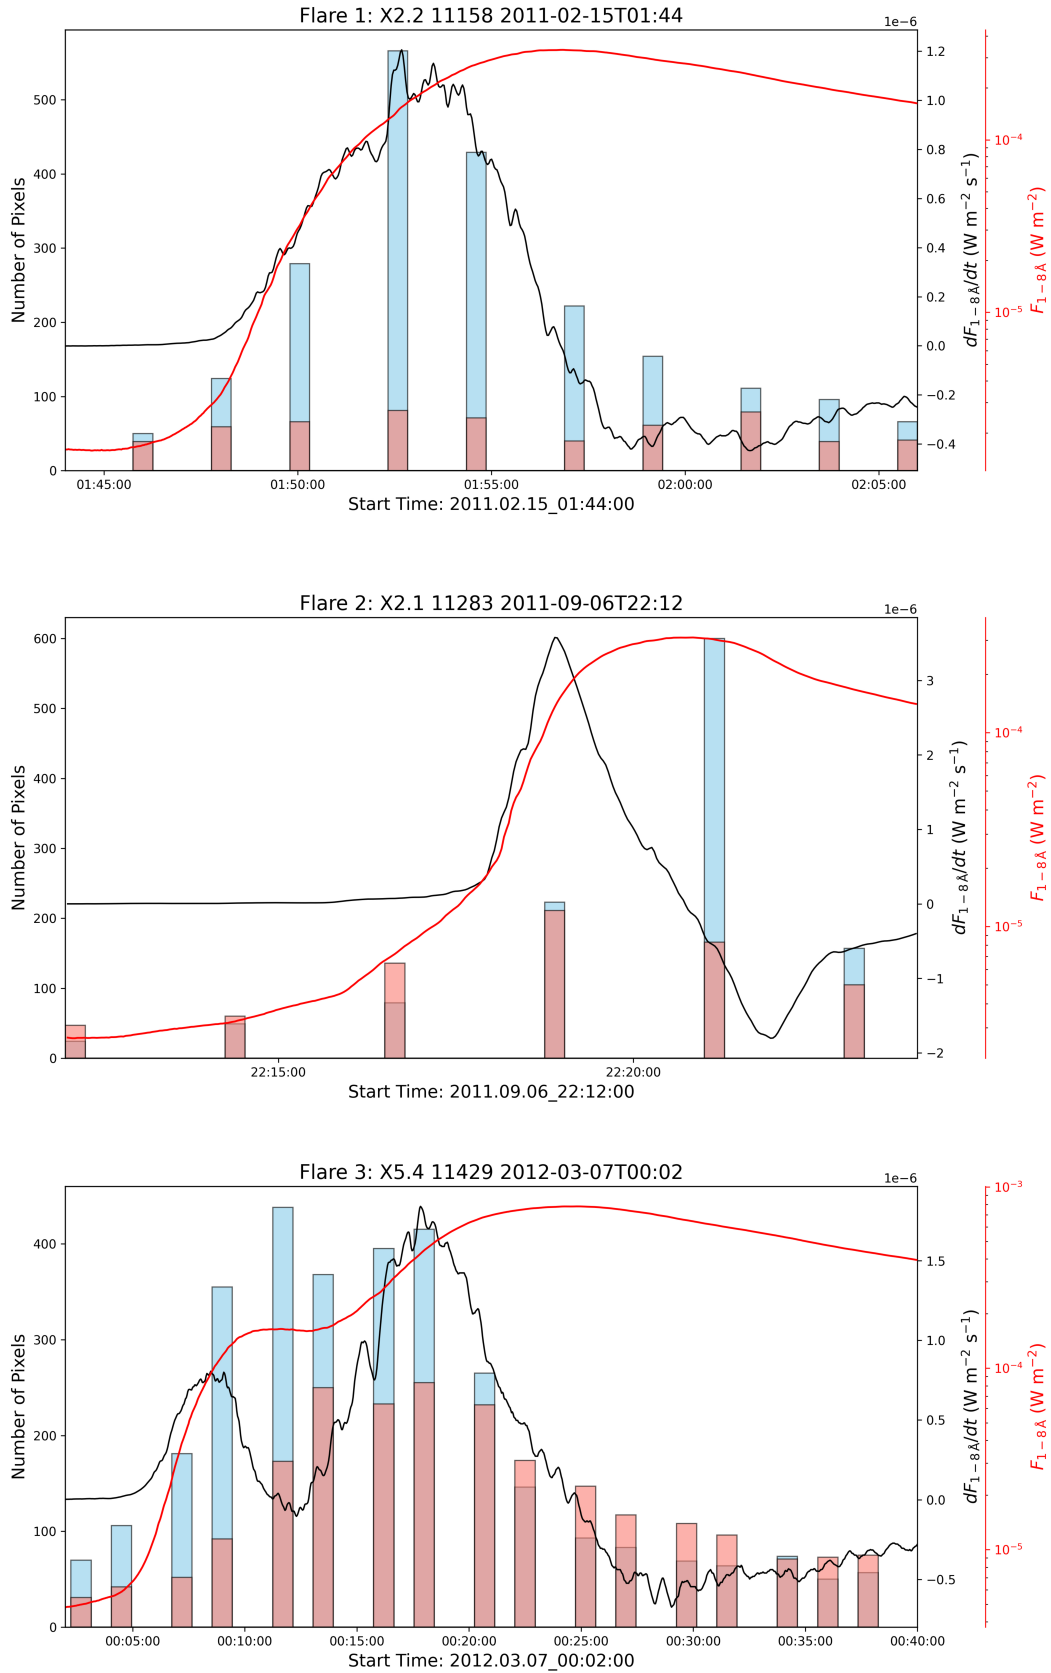 Flare 1: X2.2 11158 2011-02-15T01:44
1e−6
Number of Pixels
500
400
300
200
100
0
1.2
1.0
0.8
0.6
0.4
0.2
0.0
−0.2
−0.4
dF₁₋₈Å/dt (W m⁻² s⁻¹)
10⁻⁴
10⁻⁵
F₁₋₈Å (W m⁻²)
01:45:00 01:50:00 01:55:00 02:00:00 02:05:00
Start Time: 2011.02.15_01:44:00
Flare 2: X2.1 11283 2011-09-06T22:12
1e−6
Number of Pixels
600
500
400
300
200
100
0
3
2
1
0
−1
−2
dF₁₋₈Å/dt (W m⁻² s⁻¹)
10⁻⁴
10⁻⁵
F₁₋₈Å (W m⁻²)
22:15:00 22:20:00
Start Time: 2011.09.06_22:12:00
Flare 3: X5.4 11429 2012-03-07T00:02
1e−6
Number of Pixels
400
300
200
100
0
1.5
1.0
0.5
0.0
−0.5
dF₁₋₈Å/dt (W m⁻² s⁻¹)
10⁻³
10⁻⁴
10⁻⁵
F₁₋₈Å (W m⁻²)
00:05:00 00:10:00 00:15:00 00:20:00 00:25:00 00:30:00 00:35:00 00:40:00
Start Time: 2012.03.07_00:02:00